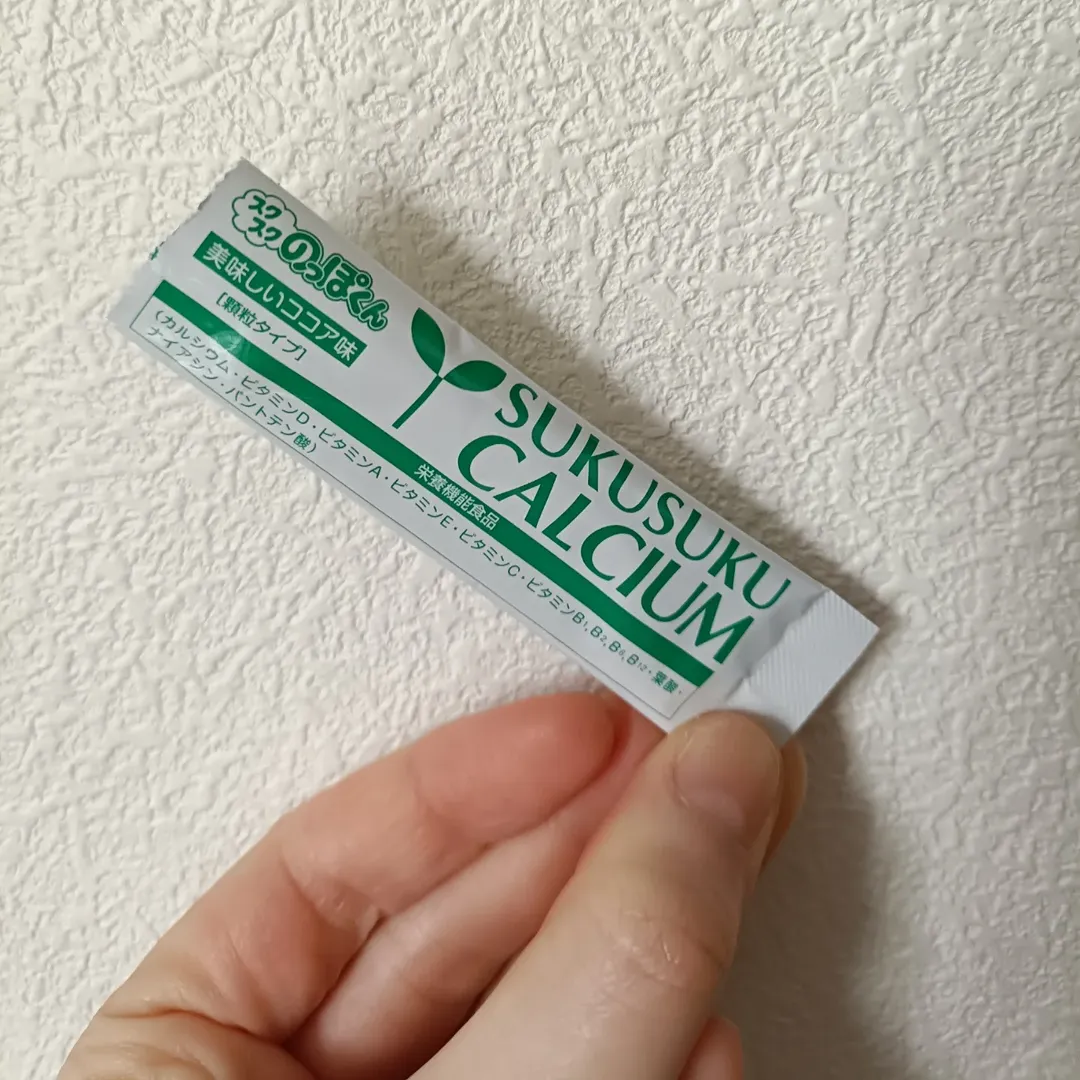 スク
スク
のっぽくん
美味しいココア味
[顆粒タイプ]
SUKUSUKU
CALCIUM
栄養機能食品
(カルシウム・ビタミンD・ビタミンA・ビタミンE・ビタミンC・ビタミンB₁,B₂,B₆,B₁₂・葉酸・
ナイアシン・パントテン酸)